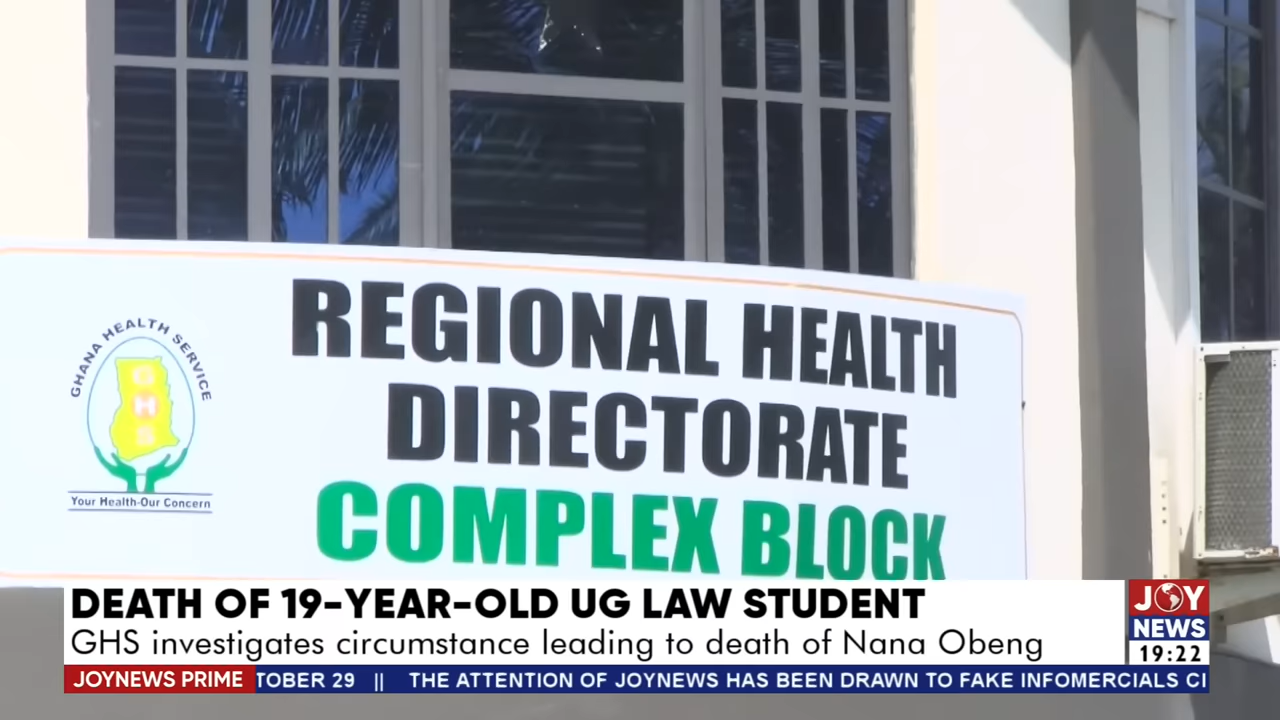 GHANA HEALTH SERVICE
GHS
Your Health-Our Concern
REGIONAL HEALTH
DIRECTORATE
COMPLEX BLOCK
DEATH OF 19-YEAR-OLD UG LAW STUDENT
GHS investigates circumstance leading to death of Nana Obeng
JOY
NEWS
19:22
JOYNEWS PRIME
TOBER 29 || THE ATTENTION OF JOYNEWS HAS BEEN DRAWN TO FAKE INFOMERCIALS CI